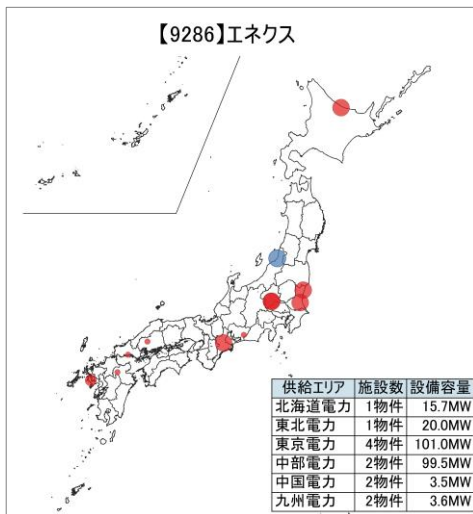 【9286】エネクス
供給エリア 施設数 設備容量
北海道電力 1物件 15.7MW
東北電力 1物件 20.0MW
東京電力 4物件 101.0MW
中部電力 2物件 99.5MW
中国電力 2物件 3.5MW
九州電力 2物件 3.6MW